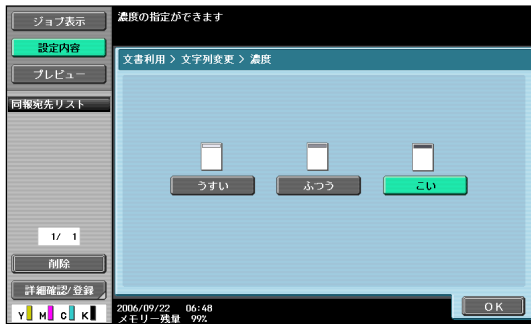 ジョブ表示
濃度の指定ができます
設定内容
文書利用 > 文字列変更 > 濃度
プレビュー
同報宛先リスト
うすい
ふつう
こい
1/ 1
削除
詳細確認/登録
Y M C K
2006/09/22 06:48
メモリー残量 99%
OK